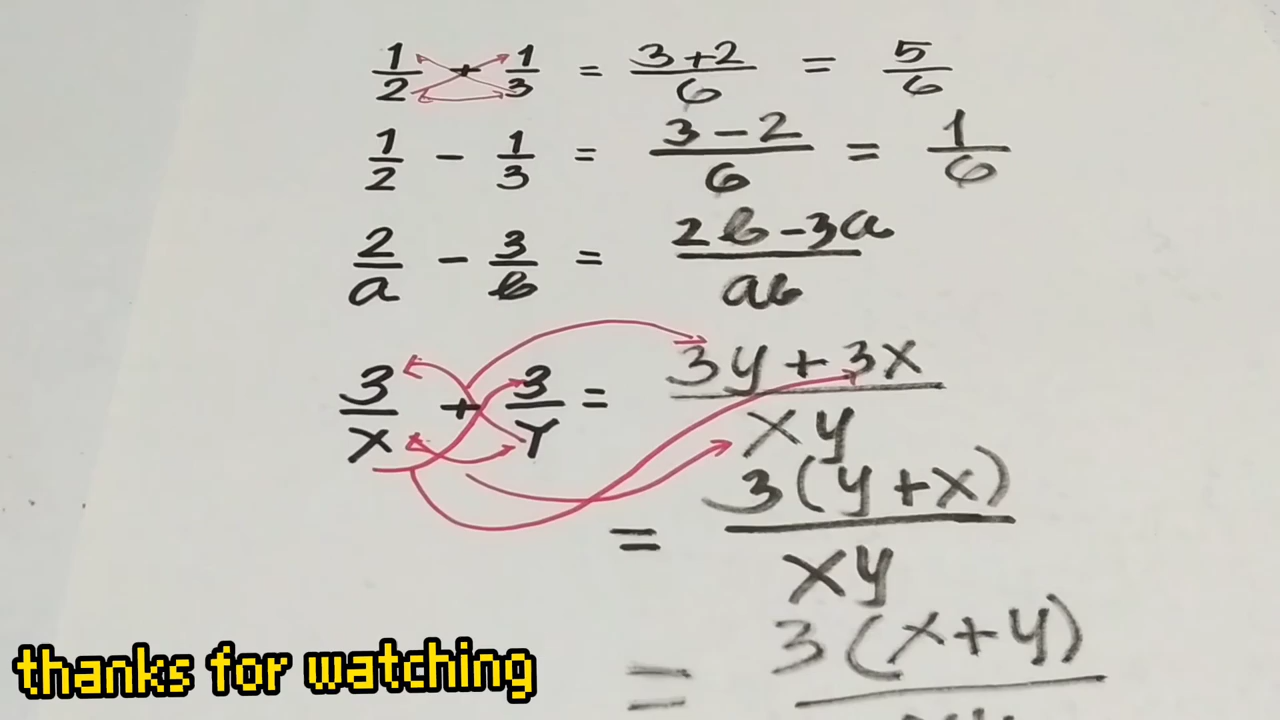 1/2 + 1/3 = 3+2/6 = 5/6
1/2 - 1/3 = 3-2/6 = 1/6
2/a - 3/b = 2b-3a/ab
3/x + 3/Y = 3y+3x/xy
= 3(y+x)/xy
= 3(x+y)
thanks for watching